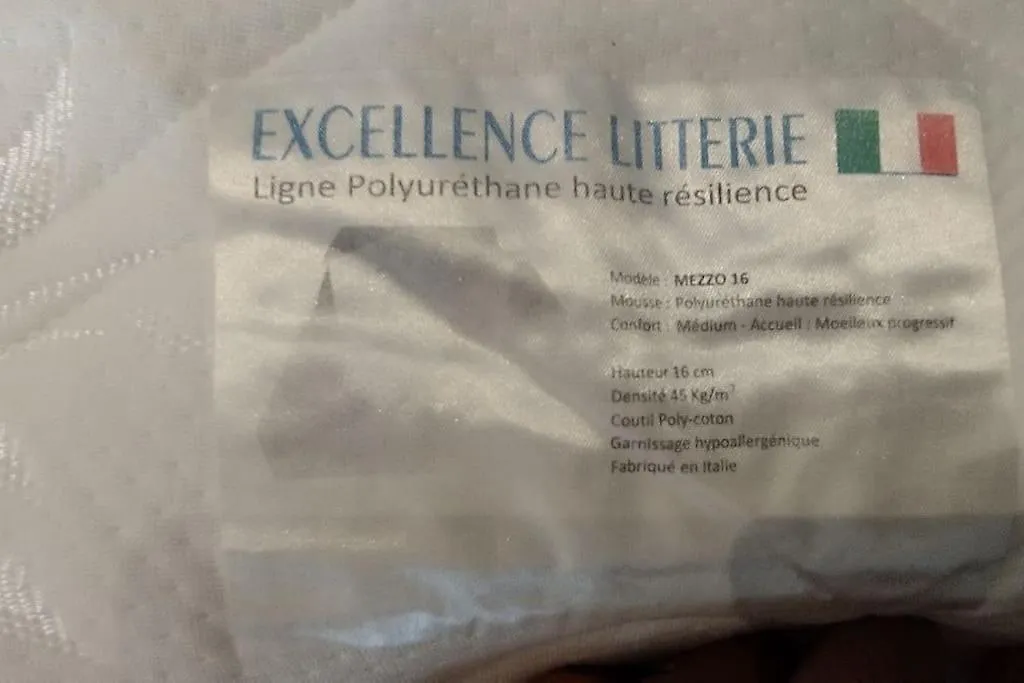 EXCELLENCE LITTERIE
Ligne Polyuréthane haute résilience
Modèle : MEZZO 16
Mousse : Polyuréthane haute résilience
Confort : Médium - Accueil : Moelleux progressif
Hauteur 16 cm
Densité 45 Kg/m³
Coutil Poly-coton
Garnissage hypoallergénique
Fabriqué en Italie